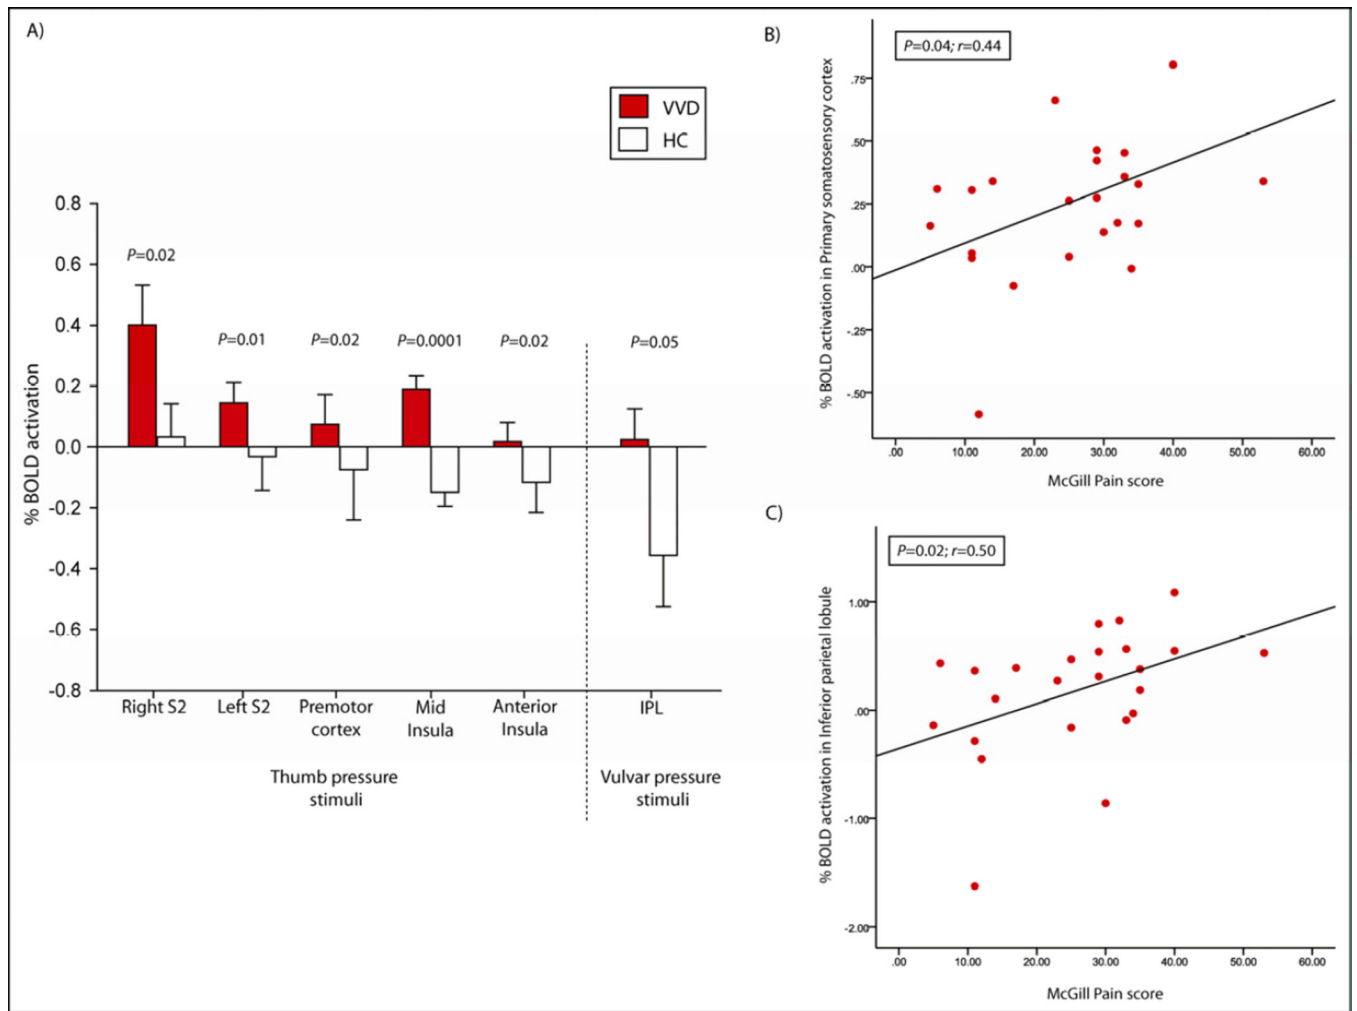 A)
VVD
HC
0.8
0.6
0.4
0.2
0.0
-0.2
-0.4
-0.6
-0.8
% BOLD activation
P=0.02
P=0.01
P=0.02
P=0.0001
P=0.02
P=0.05
Right S2
Left S2
Premotor
cortex
Mid
Insula
Anterior
Insula
IPL
Thumb pressure
stimuli
Vulvar pressure
stimuli
B)
P=0.04; r=0.44
% BOLD activation in Primary somatosensory cortex
.75
.50
.25
.00
-.25
-.50
.00 10.00 20.00 30.00 40.00 50.00 60.00
McGill Pain score
C)
P=0.02; r=0.50
% BOLD activation in Inferior parietal lobule
1.00
.00
-1.00
-2.00
.00 10.00 20.00 30.00 40.00 50.00 60.00
McGill Pain score